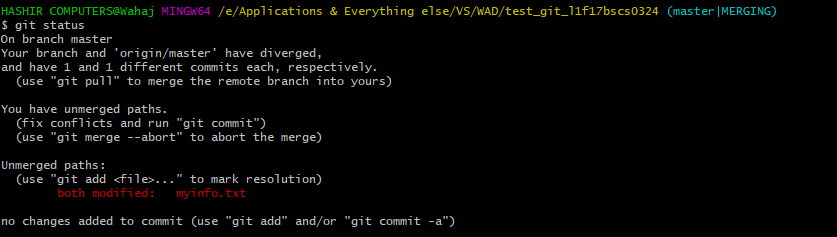 HASHIR COMPUTERS@Wahaj MINGW64 /e/Applications & Everything else/VS/WAD/test_git_l1f17bscs0324 (master|MERGING)
$ git status
On branch master
Your branch and 'origin/master' have diverged,
and have 1 and 1 different commits each, respectively.
  (use "git pull" to merge the remote branch into yours)

You have unmerged paths.
  (fix conflicts and run "git commit")
  (use "git merge --abort" to abort the merge)

Unmerged paths:
  (use "git add <file>..." to mark resolution)
        both modified:   myinfo.txt

no changes added to commit (use "git add" and/or "git commit -a")